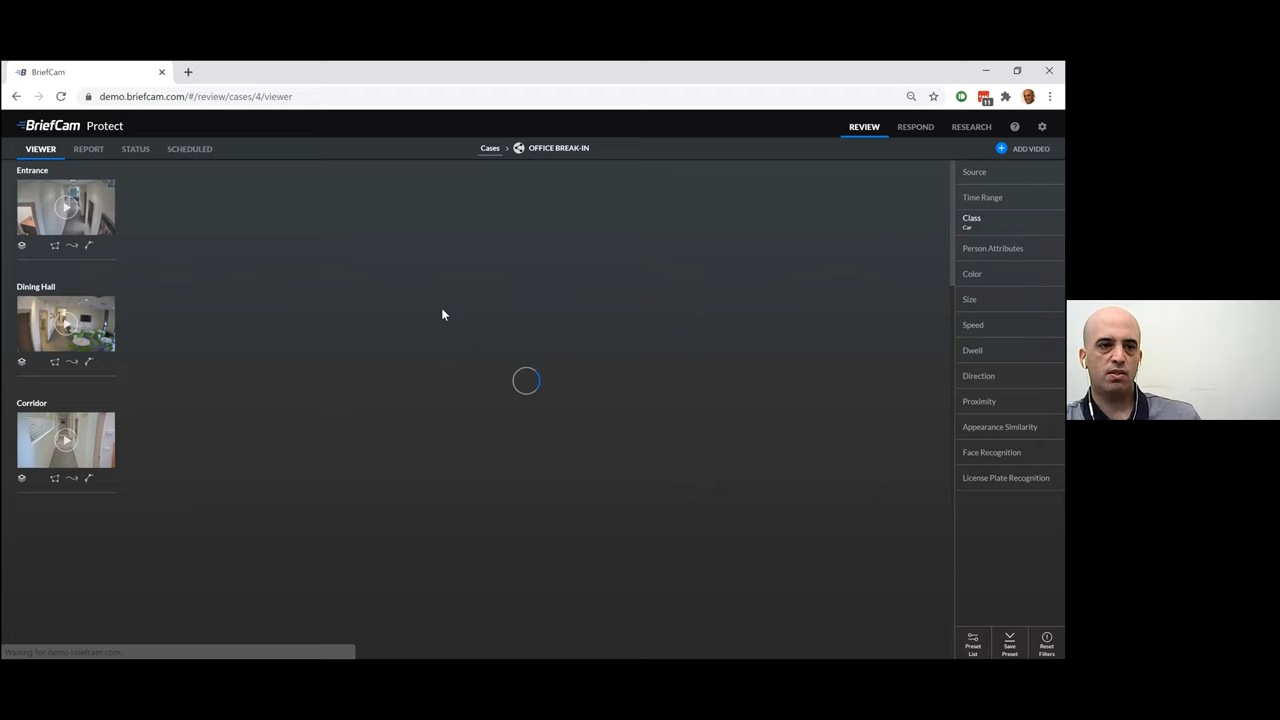 BriefCam
demo.briefcam.com/#/review/cases/4/viewer
11
BriefCam Protect
REVIEW
RESPOND
RESEARCH
VIEWER
REPORT
STATUS
SCHEDULED
Cases > OFFICE BREAK-IN
ADD VIDEO
Entrance
Dining Hall
Corridor
Source
Time Range
Class
Car
Person Attributes
Color
Size
Speed
Dwell
Direction
Proximity
Appearance Similarity
Face Recognition
License Plate Recognition
Preset
List
Save
Preset
Reset
Filters
Waiting for demo.briefcam.com